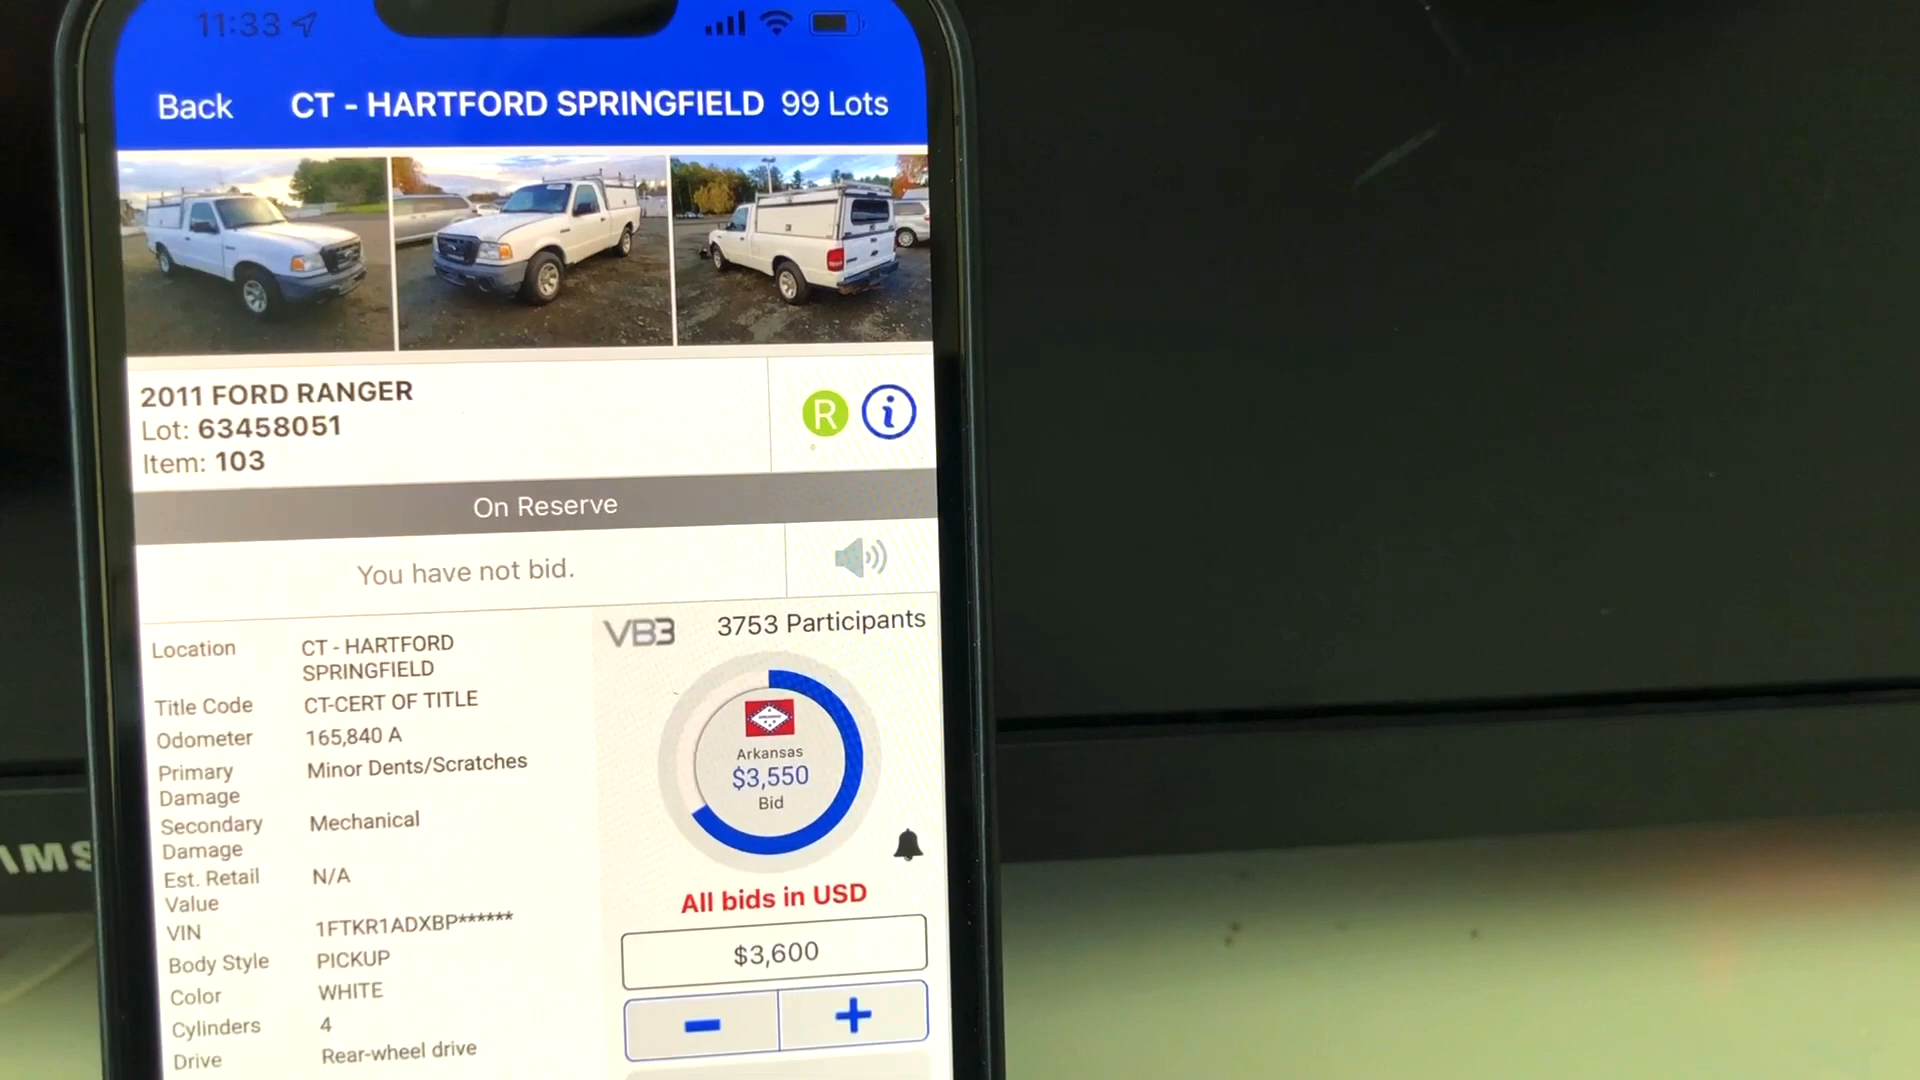 11:33
Back CT - HARTFORD SPRINGFIELD 99 Lots
2011 FORD RANGER
Lot: 63458051
Item: 103
R i
On Reserve
You have not bid.
VB3 3753 Participants
Location CT - HARTFORD
SPRINGFIELD
Title Code CT-CERT OF TITLE
Odometer 165,840 A
Primary Minor Dents/Scratches
Damage
Secondary Mechanical
Damage
Est. Retail N/A
Value
VIN 1FTKR1ADXBP******
Body Style PICKUP
Color WHITE
Cylinders 4
Drive Rear-wheel drive
Arkansas
$3,550
Bid
All bids in USD
$3,600
- +
AMS